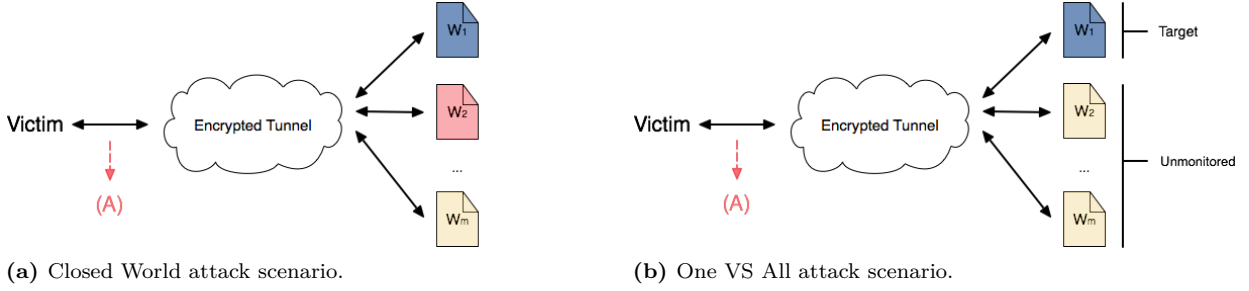 W1
Victim
Encrypted Tunnel
W2
...
(A)
Wm
(a) Closed World attack scenario.
W1
Target
Victim
Encrypted Tunnel
W2
Unmonitored
...
(A)
Wm
(b) One VS All attack scenario.